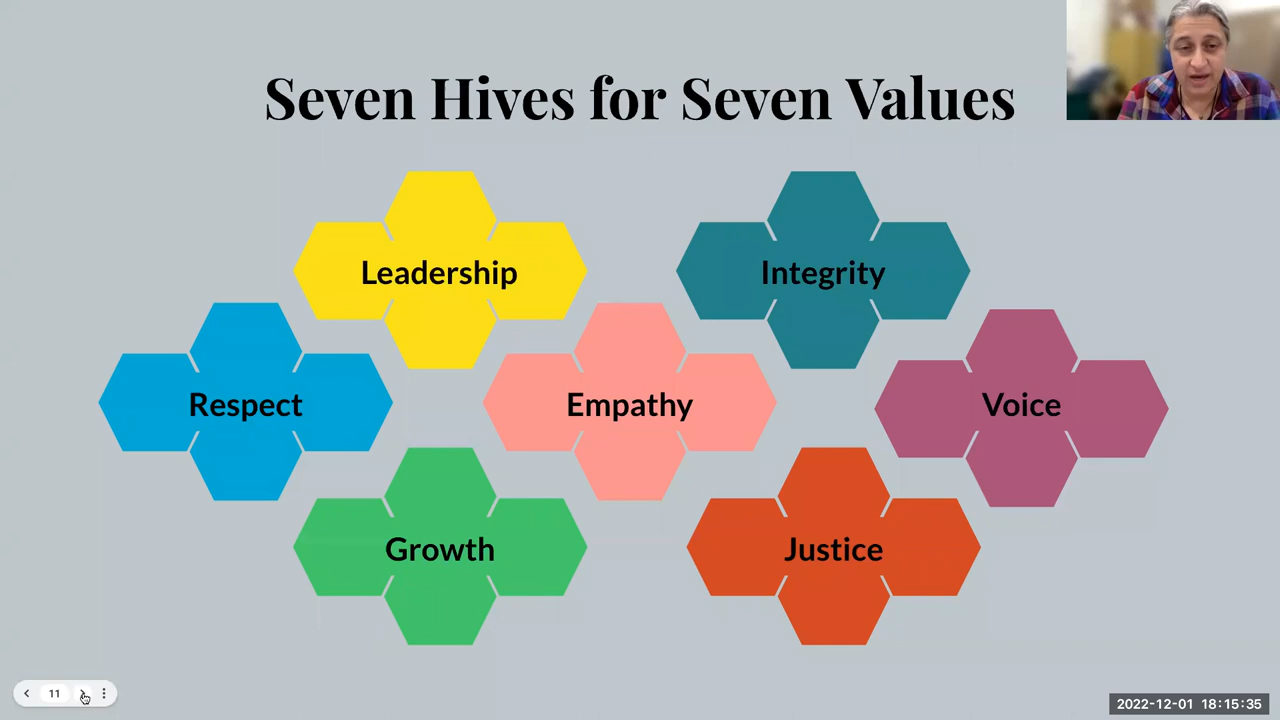 Seven Hives for Seven Values
Leadership
Integrity
Respect
Empathy
Voice
Growth
Justice
11
2022-12-01 18:15:35